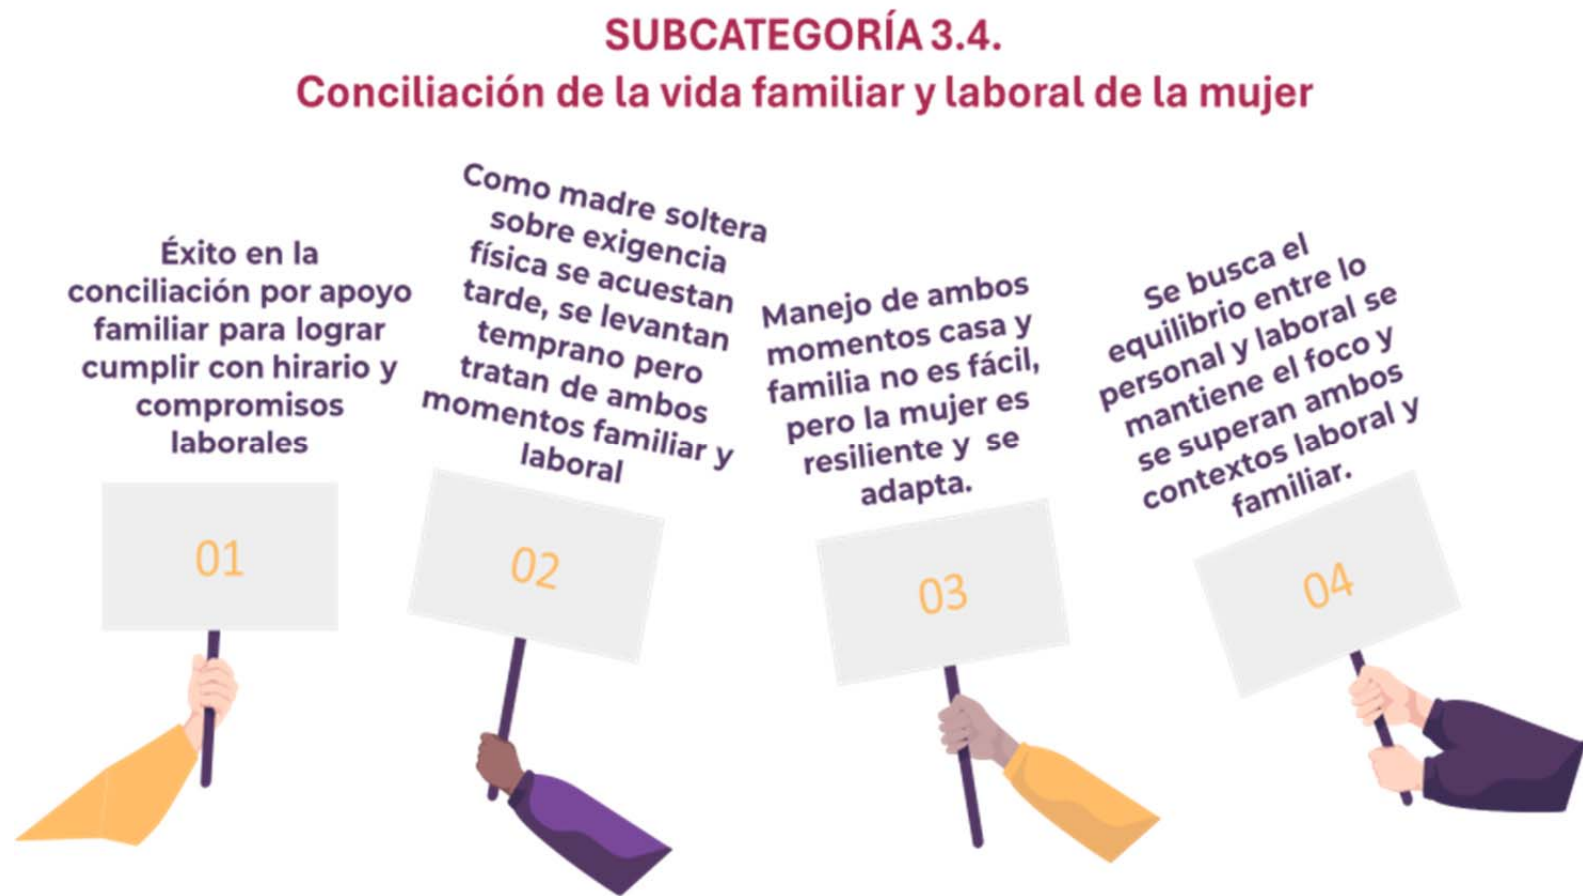 SUBCATEGORÍA 3.4.
Conciliación de la vida familiar y laboral de la mujer
Éxito en la
conciliación por apoyo
familiar para lograr
cumplir con hirario y
compromisos
laborales
01
Como madre soltera
sobre exigencia
física se acuestan
tarde, se levantan
temprano pero
tratan de ambos
momentos familiar y
laboral
02
Manejo de ambos
momentos casa y
familia no es fácil,
pero la mujer es
resiliente y se
adapta.
03
Se busca el
equilibrio entre lo
personal y laboral se
mantiene el foco y
se superan ambos
contextos laboral y
familiar.
04